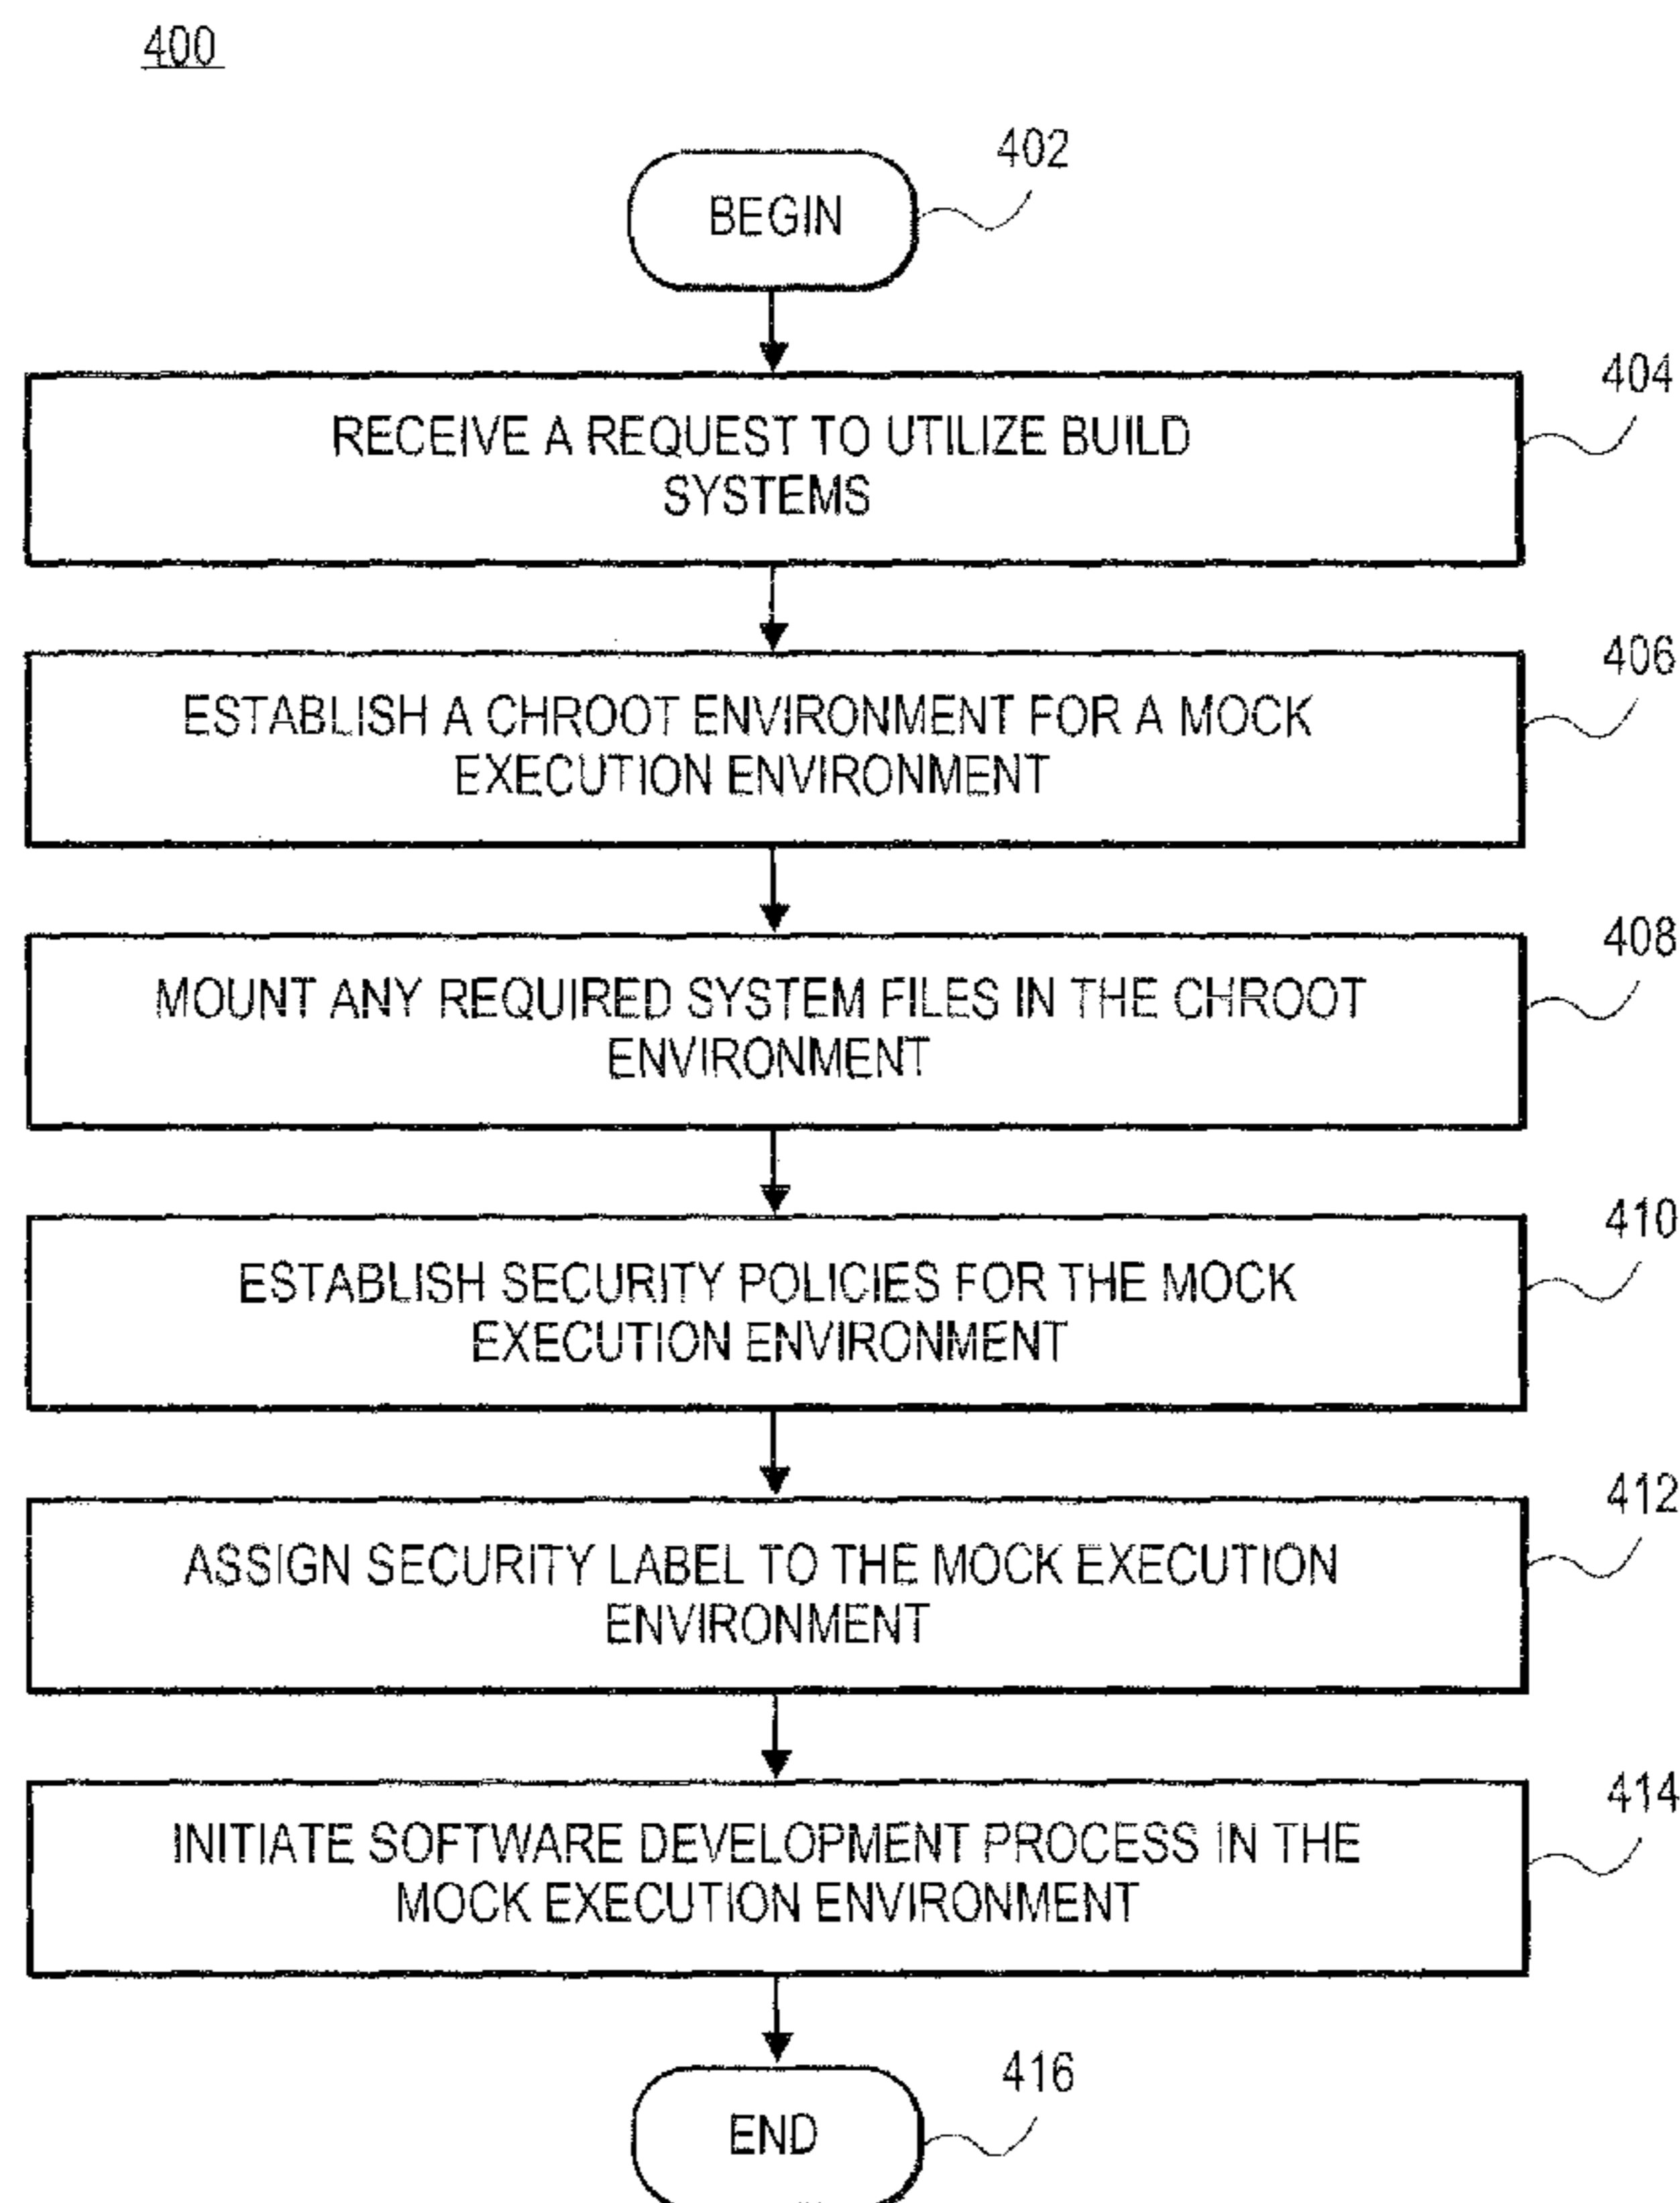 400
402
BEGIN
404
RECEIVE A REQUEST TO UTILIZE BUILD
SYSTEMS
406
ESTABLISH A CHROOT ENVIRONMENT FOR A MOCK
EXECUTION ENVIRONMENT
408
MOUNT ANY REQUIRED SYSTEM FILES IN THE CHROOT
ENVIRONMENT
410
ESTABLISH SECURITY POLICIES FOR THE MOCK
EXECUTION ENVIRONMENT
412
ASSIGN SECURITY LABEL TO THE MOCK EXECUTION
ENVIRONMENT
414
INITIATE SOFTWARE DEVELOPMENT PROCESS IN THE
MOCK EXECUTION ENVIRONMENT
416
END